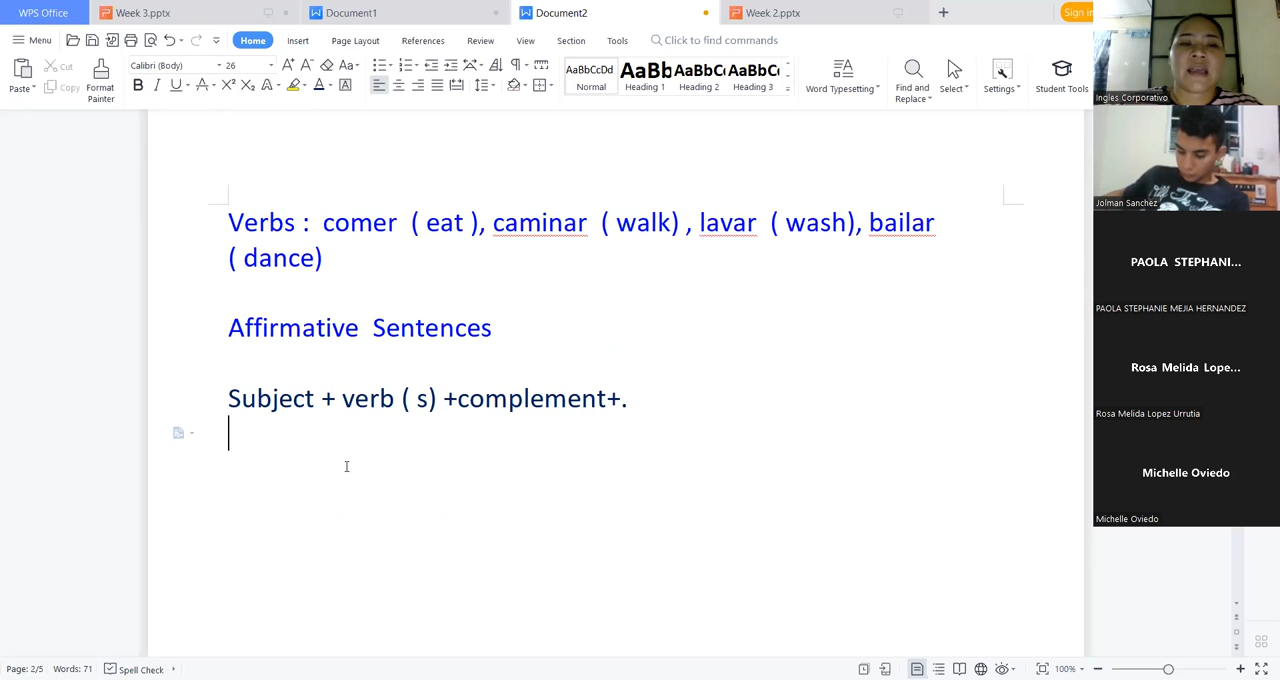 WPS Office Week 3.pptx Document1 Document2 Week 2.pptx + Sign in
Menu Home Insert Page Layout References Review View Section Tools Click to find commands
Paste Cut Copy Format Painter Calibri (Body) 26 AaBbCcDd Normal AaBb Heading 1 AaBbC Heading 2 AaBbC Heading 3 Word Typesetting Find and Replace Select Settings Student Tools
Ingles Corporativo
Jolman Sanchez
Verbs : comer ( eat ), caminar ( walk) , lavar ( wash), bailar
( dance)
Affirmative Sentences
Subject + verb ( s) +complement+.
PAOLA STEPHANI...
PAOLA STEPHANIE MEJIA HERNANDEZ
Rosa Melida Lope...
Rosa Melida Lopez Urrutia
Michelle Oviedo
Michelle Oviedo
Page: 2/5 Words: 71 Spell Check 100%